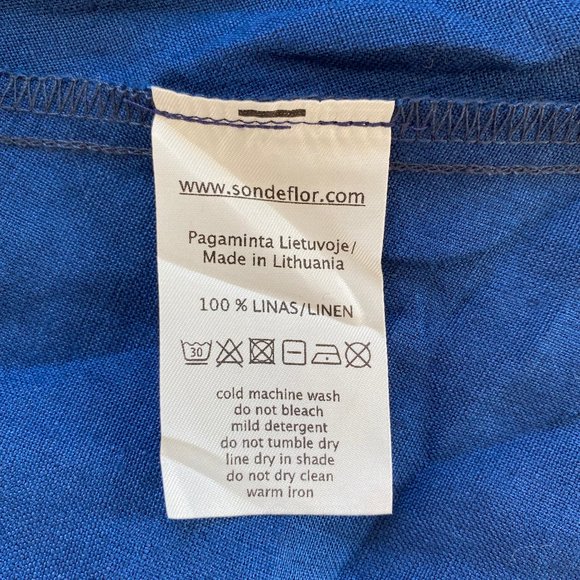 www.sondeflor.com
Pagaminta Lietuvoje/
Made in Lithuania
100 % LINAS/LINEN
30
cold machine wash
do not bleach
mild detergent
do not tumble dry
line dry in shade
do not dry clean
warm iron